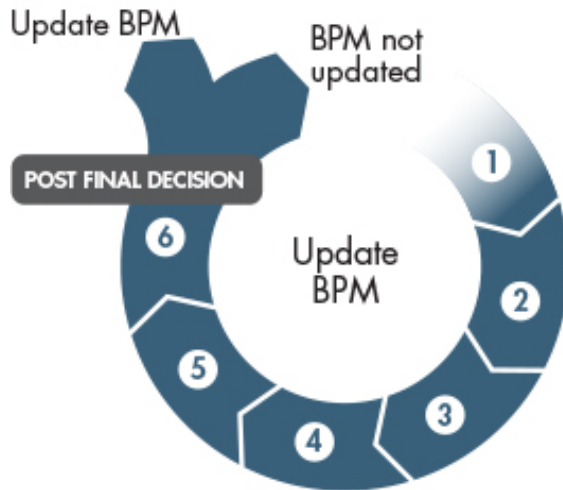 Update BPM
BPM not
updated
1
POST FINAL DECISION
6
Update
BPM
2
5
3
4